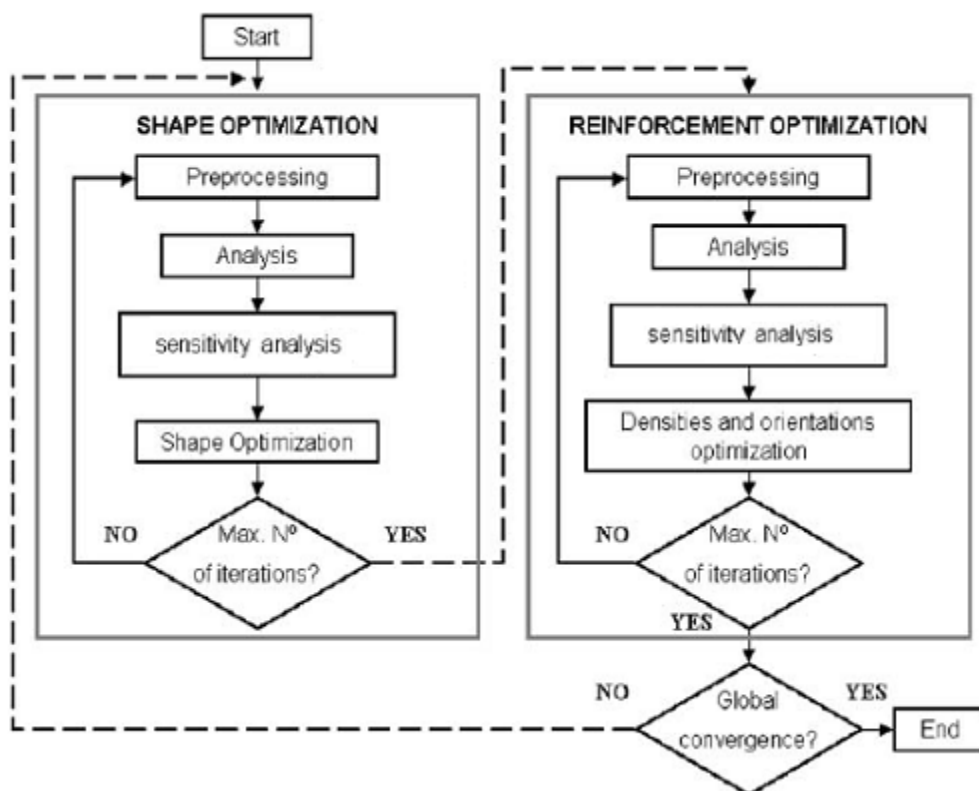 Start
SHAPE OPTIMIZATION
Preprocessing
Analysis
sensitivity analysis
Shape Optimization
Max. Nº
of iterations?
NO
YES
REINFORCEMENT OPTIMIZATION
Preprocessing
Analysis
sensitivity analysis
Densities and orientations
optimization
Max. Nº
of iterations?
NO
YES
Global
convergence?
NO
YES
End